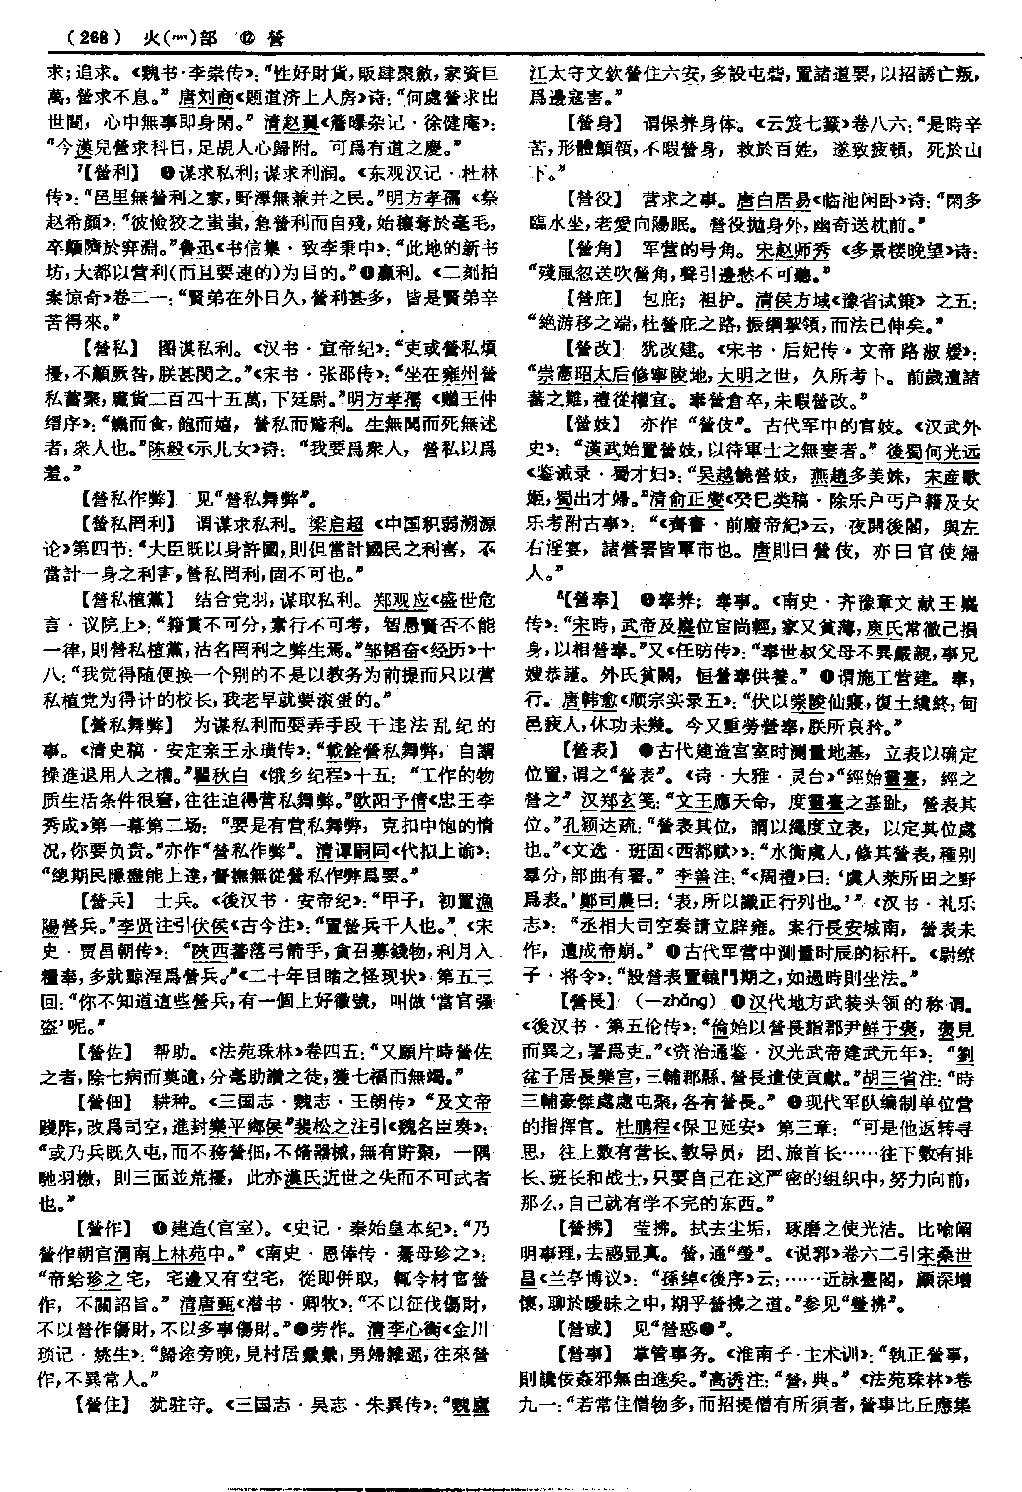 (268) 火(灬)部 ⑫ 營
求;追求。《魏书·李崇传》:“性好財貨,販肆聚斂,家資巨
萬,營求不息。”唐刘商《题道济上人房》诗:“何處營求出
世間,心中無事即身閑。”清赵翼《簷曝杂记·徐健庵》:
“今漢兒營求科目,足覘人心歸附。可爲有道之慶。”
7【營利】 ❶谋求私利;谋求利润。《东观汉记·杜林
传》:“邑里無營利之家,野澤無兼并之民。”明方孝孺《祭
赵希颜》:“彼憸狡之蚩蚩,急營利而自殘,始攘奪於毫毛,
卒顛隮於穽淵。”鲁迅《书信集·致李秉中》:“此地的新书
坊,大都以营利(而且要速的)为目的。”❷赢利。《二刻拍
案惊奇》卷二一:“賢弟在外日久,營利甚多,皆是賢弟辛
苦得來。”
【營私】 图谋私利。《汉书·宣帝纪》:“吏或營私煩
擾,不顧厥咎,朕甚閔之。”《宋书·张邵传》:“坐在雍州營
私蓄聚,贓貨二百四十五萬,下廷尉。”明方孝孺《赠王仲
缙序》:“饑而食,飽而嬉,營私而鶩利。生無聞而死無述
者,衆人也。”陈毅《示儿女》诗:“我要爲衆人,營私以爲
羞。”
【營私作弊】 见“營私舞弊”。
【營私罔利】 谓谋求私利。梁启超《中国积弱溯源
论》第四节:“大臣既以身許國,則但當計國民之利害,不
當計一身之利害,營私罔利,固不可也。”
【營私植黨】 结合党羽,谋取私利。郑观应《盛世危
言·议院上》:“籍貫不可分,素行不可考,智愚賢否不能
一律,則營私植黨,沽名罔利之弊生焉。”邹韬奋《经历》十
八:“我觉得随便换一个别的不是以教务为前提而只以营
私植党为得计的校长,我老早就要滚蛋的。”
【營私舞弊】 为谋私利而耍弄手段干违法乱纪的
事。《清史稿·安定亲王永璜传》:“載銓營私舞弊,自謂
操進退用人之權。”瞿秋白《饿乡纪程》十五:“工作的物
质生活条件很窘,往往迫得营私舞弊。”欧阳予倩《忠王李
秀成》第一幕第二场:“要是有营私舞弊,克扣中饱的情
况,你要负责。”亦作“營私作弊”。清谭嗣同《代拟上谕》:
“總期民隱盡能上達,督撫無從營私作弊爲要。”
【營兵】 士兵。《後汉书·安帝纪》:“甲子,初置漁
陽營兵。”李贤注引伏侯《古今注》:“置營兵千人也。”《宋
史·贾昌朝传》:“陝西蕃落弓箭手,貪召募錢物,利月入
糧奉,多就黥涅爲營兵。”《二十年目睹之怪现状》第五三
回:“你不知道這些營兵,有一個上好徽號,叫做‘當官强
盗’呢。”
【營佐】 帮助。《法苑珠林》卷四五:“又願片時營佐
之者,除七病而莫遺,分毫助讚之徒,獲七福而無竭。”
【營佃】 耕种。《三国志·魏志·王朗传》“及文帝
踐阼,改爲司空,進封樂平鄉侯”裴松之注引《魏名臣奏》:
“或乃兵既久屯,而不務營佃,不脩器械,無有貯聚,一隅
馳羽檄,則三面並荒擾,此亦漢氏近世之失而不可式者
也。”
【營作】 ❶建造(宫室)。《史记·秦始皇本纪》:“乃
營作朝宫渭南上林苑中。”《南史·恩倖传·綦母珍之》:
“帝给珍之宅,宅邊又有空宅,從即併取,輒令材官營
作,不關詔旨。”清唐甄《潜书·卿牧》:“不以征伐傷財,
不以營作傷財,不以多事傷財。”❷劳作。清李心衡《金川
琐记·姚生》:“歸途旁晚,見村居纍纍,男婦雜遝,往來營
作,不異常人。”
【營住】 犹驻守。《三国志·吴志·朱異传》:“魏廬
江太守文欽營住六安,多設屯砦,置諸道要,以招誘亡叛,
爲邊寇害。”
【營身】 谓保养身体。《云笈七籤》卷八六:“是時辛
苦,形體顦顇,不暇營身,救於百姓,遂致疲頓,死於山
下。”
【營役】 营求之事。唐白居易《临池闲卧》诗:“閑多
臨水坐,老愛向陽眠。營役拋身外,幽奇送枕前。”
【營角】 军营的号角。宋赵师秀《多景楼晚望》诗:
“殘風忽送吹營角,聲引邊愁不可聽。”
【營庇】 包庇;袒护。清侯方域《豫省试策》之五:
“絶游移之端,杜營庇之路,振綱挈領,而法已伸矣。”
【營改】 犹改建。《宋书·后妃传·文帝路淑媛》:
“崇憲昭太后修寧陵地,大明之世,久所考卜。前歲遭諸
蕃之難,禮從權宜。奉營倉卒,未暇營改。”
【營妓】 亦作“營伎”。古代军中的官妓。《汉武外
史》:“漢武始置營妓,以待軍士之無妻者。”後蜀何光远
《鉴诫录·蜀才妇》:“吴越饒營妓,燕趙多美姝,宋産歌
姬,蜀出才婦。”清俞正燮《癸巳类稿·除乐户丐户籍及女
乐考附古事》:“《齊書·前廢帝紀》云,夜開後閤,與左
右淫宴,諸營署皆軍市也。唐則曰營伎,亦曰官使婦
人。”
8【營奉】 ❶奉养;奉事。《南史·齐豫章文献王嶷
传》:“宋時,武帝及嶷位宦尚輕,家又貧薄,庾氏常徹己損
身,以相營奉。”又《任昉传》:“奉世叔父母不異嚴親,事兄
嫂恭謹。外氏貧闕,恒營奉供養。”❷谓施工营建。奉,
行。唐韩愈《顺宗实录五》:“伏以崇陵仙寢,復土纔終,甸
邑疲人,休功未幾。今又重勞營奉,朕所哀矜。”
【營表】 ❶古代建造宫室时测量地基,立表以确定
位置,谓之“營表”。《诗·大雅·灵台》“經始靈臺,經之
營之”汉郑玄笺:“文王應天命,度靈臺之基趾,營表其
位。”孔颖达疏:“營表其位,謂以繩度立表,以定其位處
也。”《文选·班固〈西都赋〉》:“水衡虞人,修其營表,種别
羣分,部曲有署。”李善注:“《周禮》曰:‘虞人萊所田之野
爲表。’鄭司農曰:‘表,所以識正行列也。’”《汉书·礼乐
志》:“丞相大司空奏請立辟雍。案行長安城南,營表未
作,遭成帝崩。”❷古代军营中测量时辰的标杆。《尉缭
子·将令》:“設營表置轅門期之,如過時則坐法。”
【營長】 (—zhǎng) ❶汉代地方武装头领的称谓。
《後汉书·第五伦传》:“倫始以營長詣郡尹鮮于褒,褒見
而異之,署爲吏。”《资治通鉴·汉光武帝建武元年》:“劉
盆子居長樂宫,三輔郡縣、營長遣使貢獻。”胡三省注:“時
三輔豪傑處處屯聚,各有營長。”❷现代军队编制单位营
的指挥官。杜鹏程《保卫延安》第三章:“可是他返转寻
思,往上数有营长、教导员,团、旅首长……往下数有排
长、班长和战士,只要自己在这严密的组织中,努力向前,
那么,自己就有学不完的东西。”
【營拂】 莹拂。拭去尘垢,琢磨之使光洁。比喻阐
明事理,去惑显真。營,通“瑩”。《说郛》卷六二引宋桑世
昌《兰亭博议》:“孫綽《後序》云:……近詠臺閣,顧深增
懷,聊於曖昧之中,期乎營拂之道。”参见“瑩拂”。
【營或】 见“營惑❷”。
【營事】 掌管事务。《淮南子·主术训》:“執正營事,
則讒佞姦邪無由進矣。”高诱注:“營,典。”《法苑珠林》卷
九一:“若常住僧物多,而招提僧有所須者,營事比丘應集